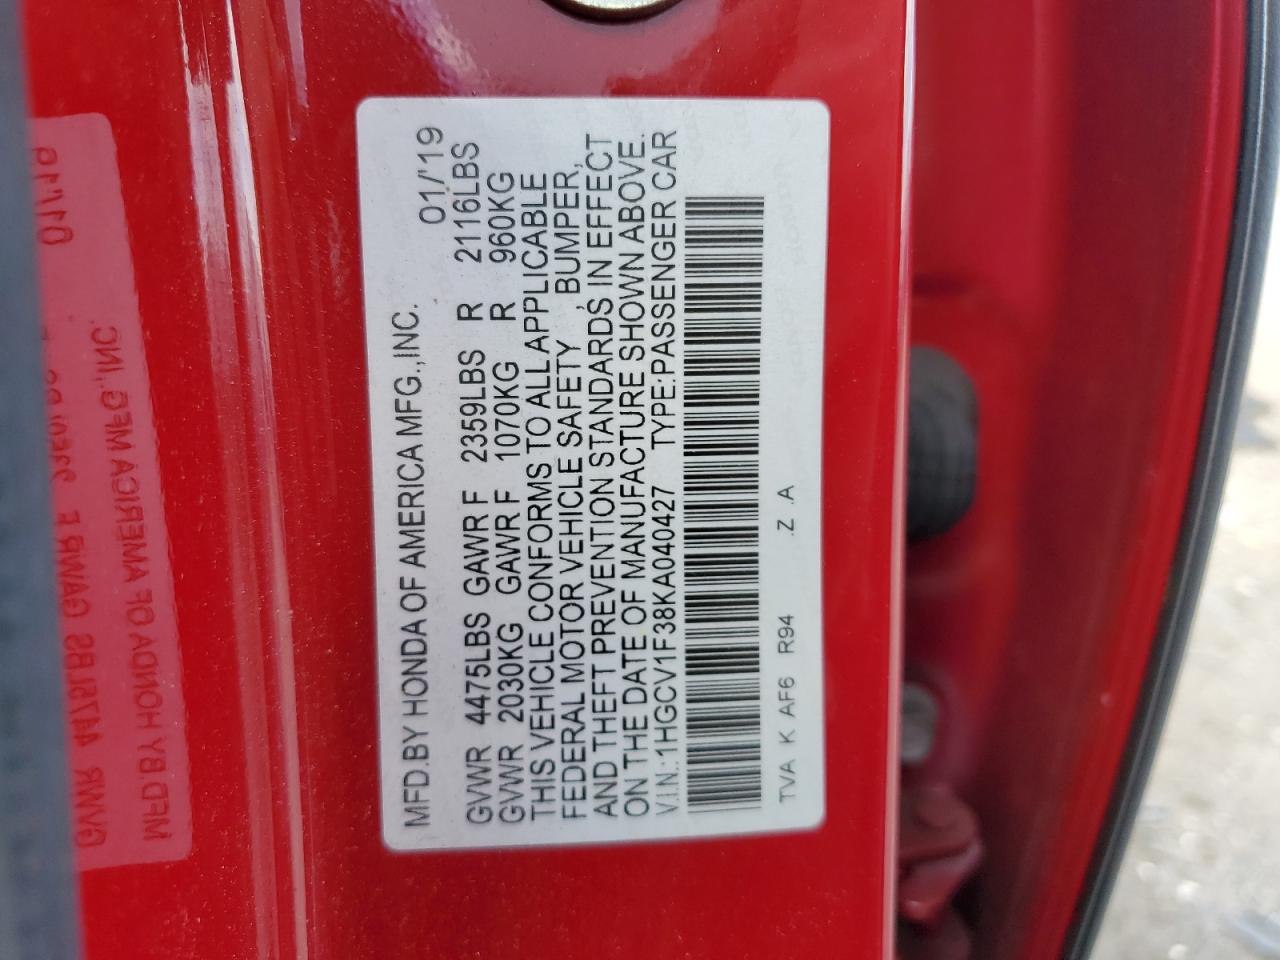 MFD.BY HONDA OF AMERICA MFG.,INC. 01/'19
GVWR 4475LBS GAWR F 2359LBS R 2116LBS
GVWR 2030KG GAWR F 1070KG R 960KG
THIS VEHICLE CONFORMS TO ALL APPLICABLE
FEDERAL MOTOR VEHICLE SAFETY, BUMPER,
AND THEFT PREVENTION STANDARDS IN EFFECT
ON THE DATE OF MANUFACTURE SHOWN ABOVE.
V.I.N.:1HGCV1F38KA040427 TYPE:PASSENGER CAR
TVA K AF6 R94 .Z .A